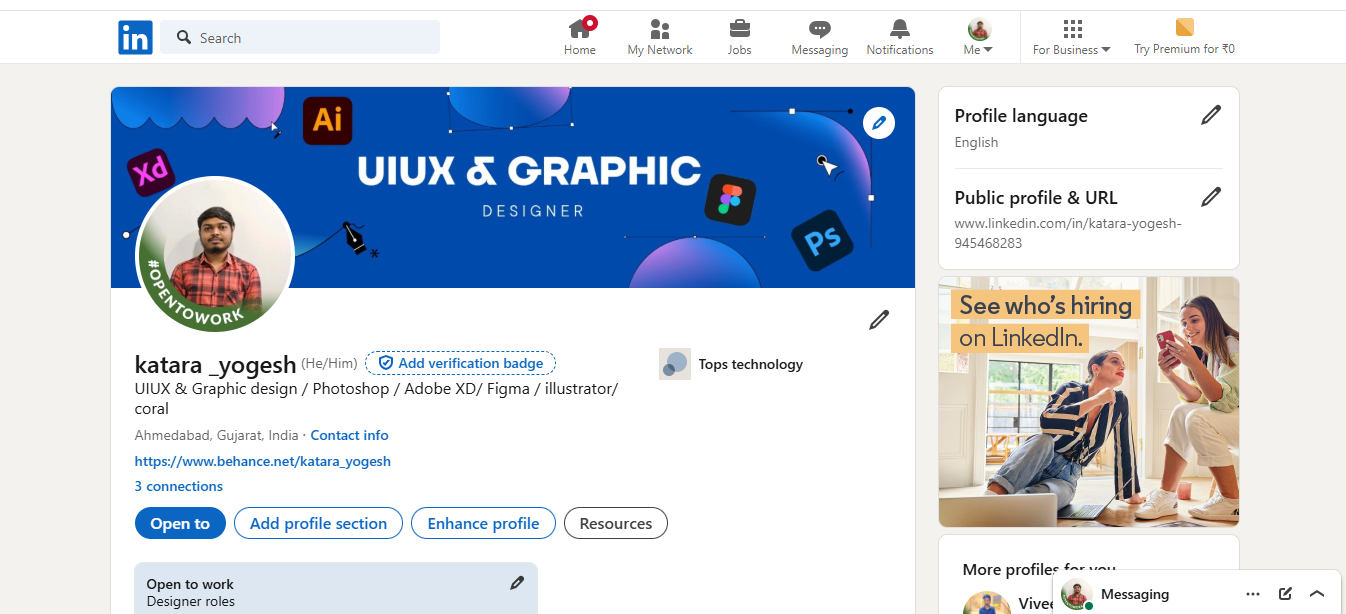 in
Search
Home
My Network
Jobs
Messaging
Notifications
Me
For Business
Try Premium for ₹0
Ai
Xd
UIUX & GRAPHIC
DESIGNER
Ps
#OPENTOWORK
katara _yogesh (He/Him) Add verification badge
UIUX & Graphic design / Photoshop / Adobe XD/ Figma / illustrator/
coral
Ahmedabad, Gujarat, India · Contact info
https://www.behance.net/katara_yogesh
3 connections
Tops technology
Open to
Add profile section
Enhance profile
Resources
Open to work
Designer roles
Profile language
English
Public profile & URL
www.linkedin.com/in/katara-yogesh-
945468283
See who's hiring
on LinkedIn.
More profiles for you
Messaging